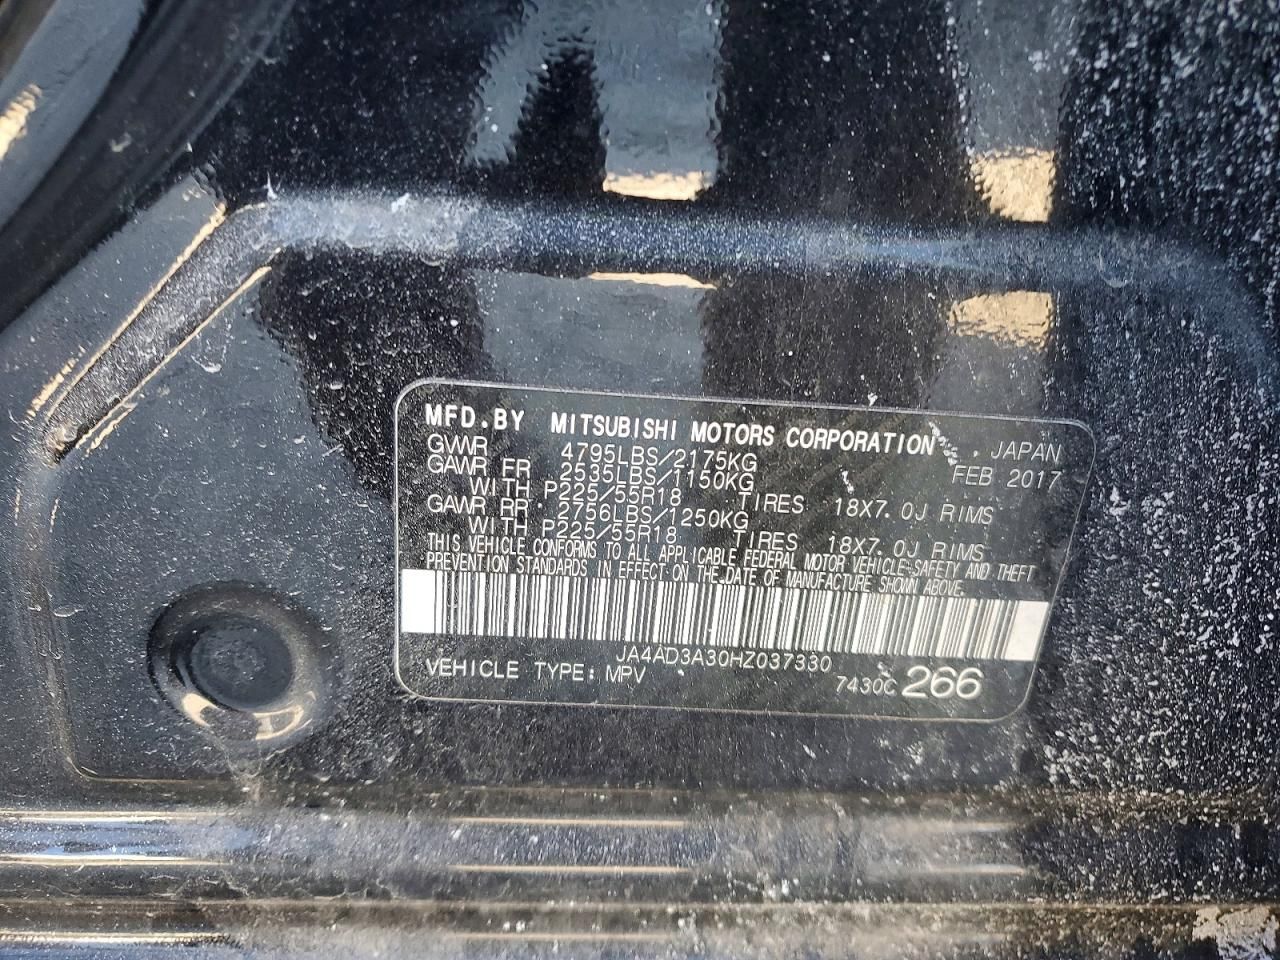 MFD.BY MITSUBISHI MOTORS CORPORATION , JAPAN
GVWR 4795LBS/2175KG FEB 2017
GAWR FR 2535LBS/1150KG
WITH P225/55R18 TIRES 18X7.0J RIMS
GAWR RR 2756LBS/1250KG
WITH P225/55R18 TIRES 18X7.0J RIMS
THIS VEHICLE CONFORMS TO ALL APPLICABLE FEDERAL MOTOR VEHICLE SAFETY AND THEFT
PREVENTION STANDARDS IN EFFECT ON THE DATE OF MANUFACTURE SHOWN ABOVE.
JA4AD3A30HZ037330
VEHICLE TYPE: MPV 7430C 266